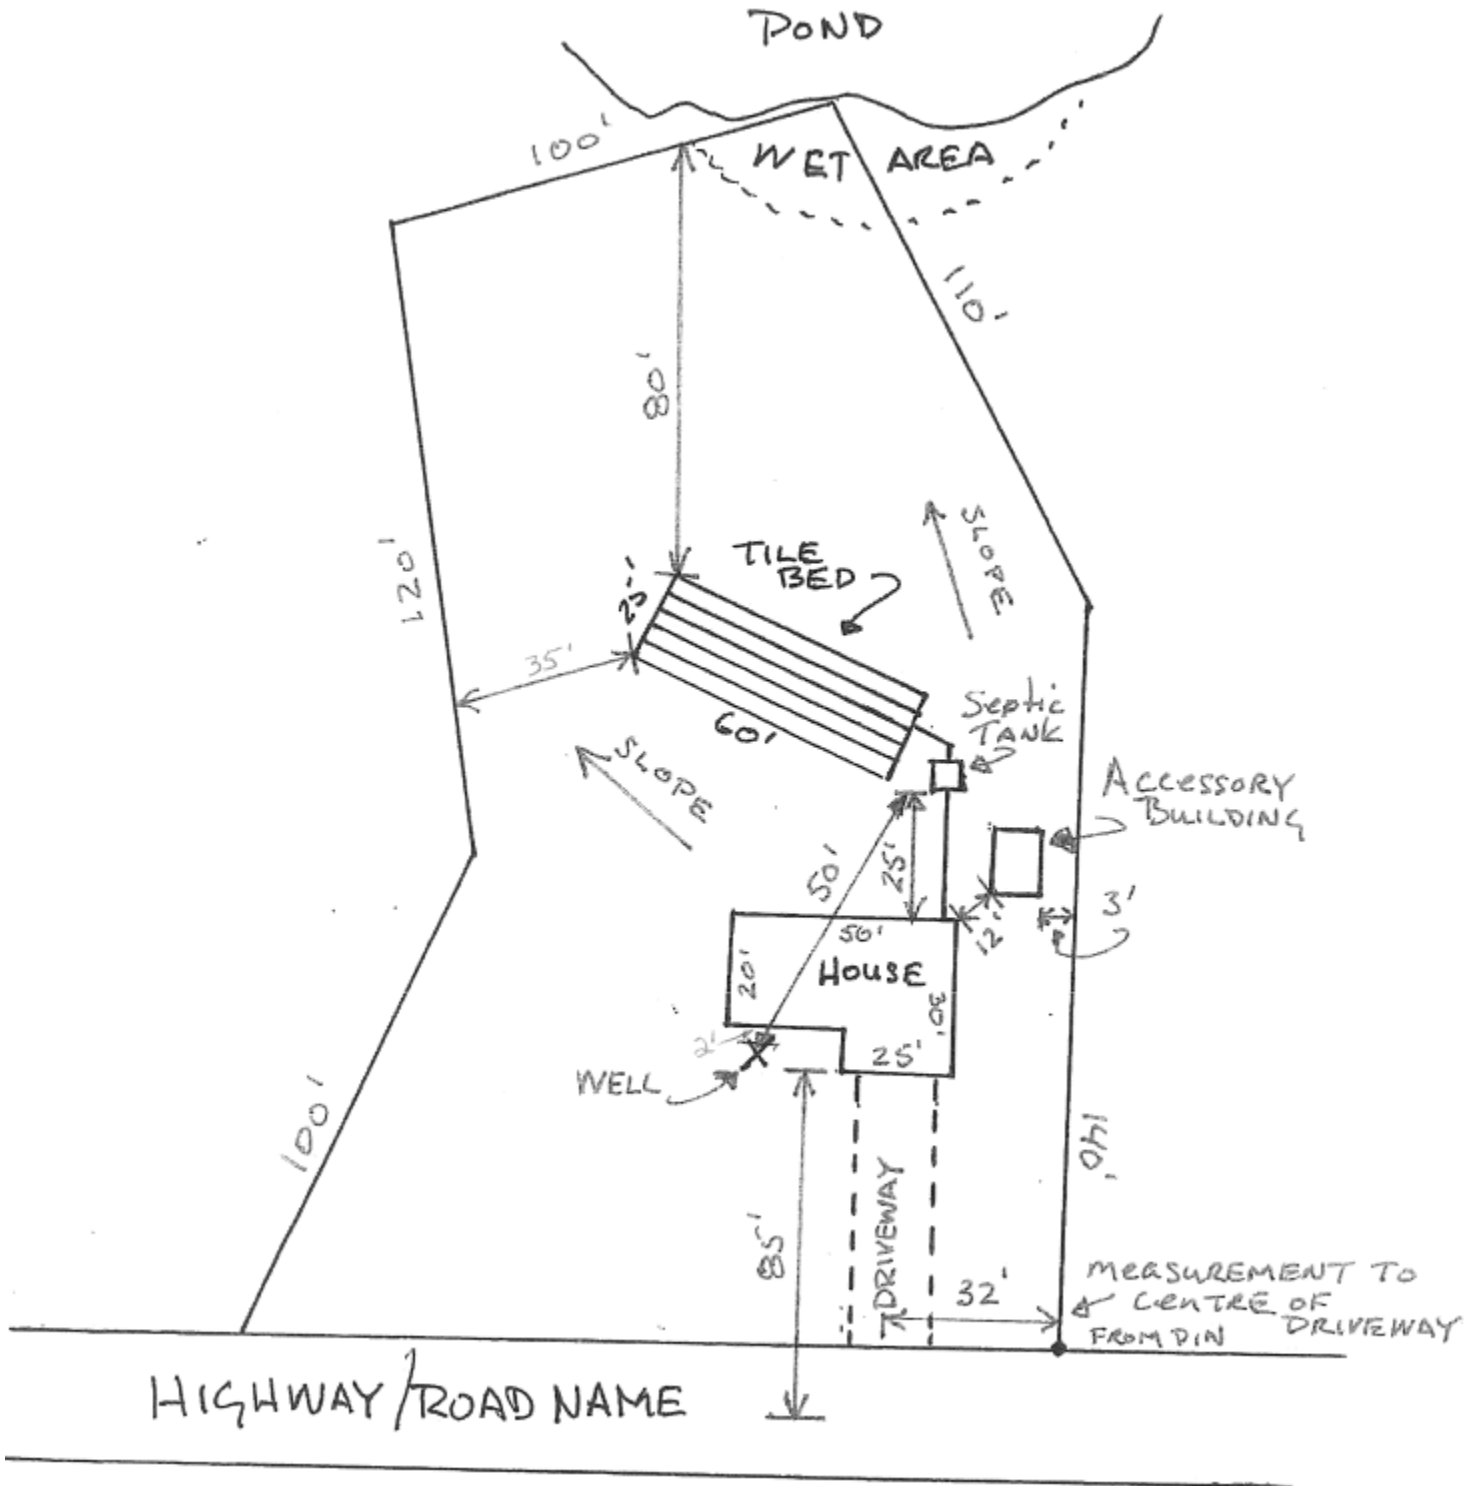 POND
100'
WET AREA
110'
80'
SLOPE
TILE
BED
25'
120'
35'
60'
Septic
TANK
SLOPE
ACCESSORY
BUILDING
50'
25'
12'
3'
50'
20'
HOUSE
30'
2'
25'
WELL
100'
140'
85'
DRIVEWAY
32'
MEASUREMENT TO
CENTRE OF
DRIVEWAY
FROM PIN
HIGHWAY/ROAD NAME